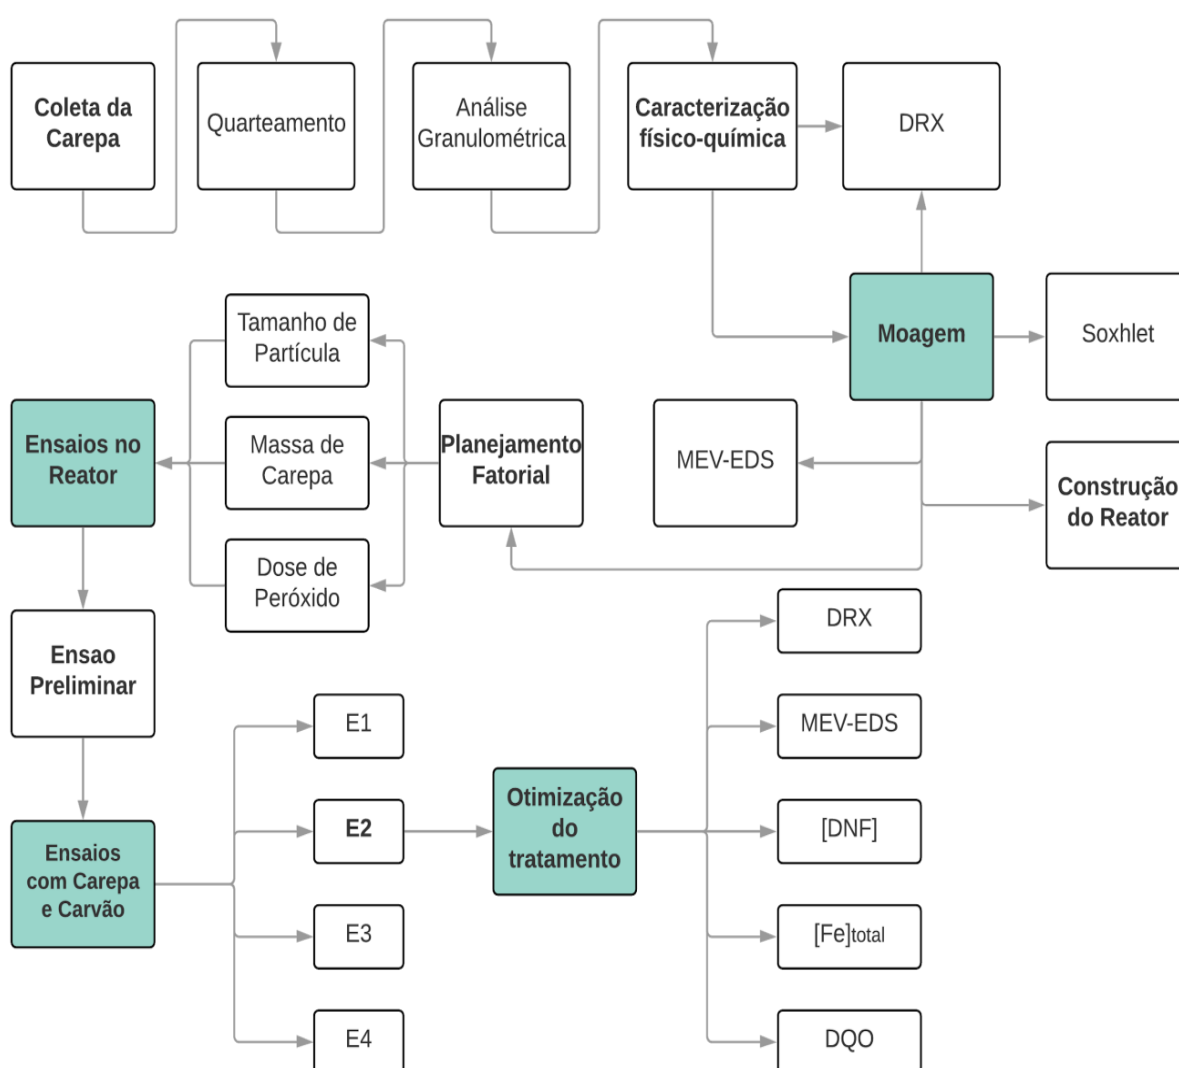 Coleta da
Carepa
Quarteamento
Análise
Granulométrica
Caracterização
físico-química
DRX
Tamanho de
Partícula
Moagem
Soxhlet
Ensaios no
Reator
Massa de
Carepa
Planejamento
Fatorial
MEV-EDS
Construção
do Reator
Dose de
Peróxido
DRX
Ensao
Preliminar
E1
MEV-EDS
Otimização
do
tratamento
E2
[DNF]
Ensaios
com Carepa
e Carvão
E3
[Fe]total
E4
DQO